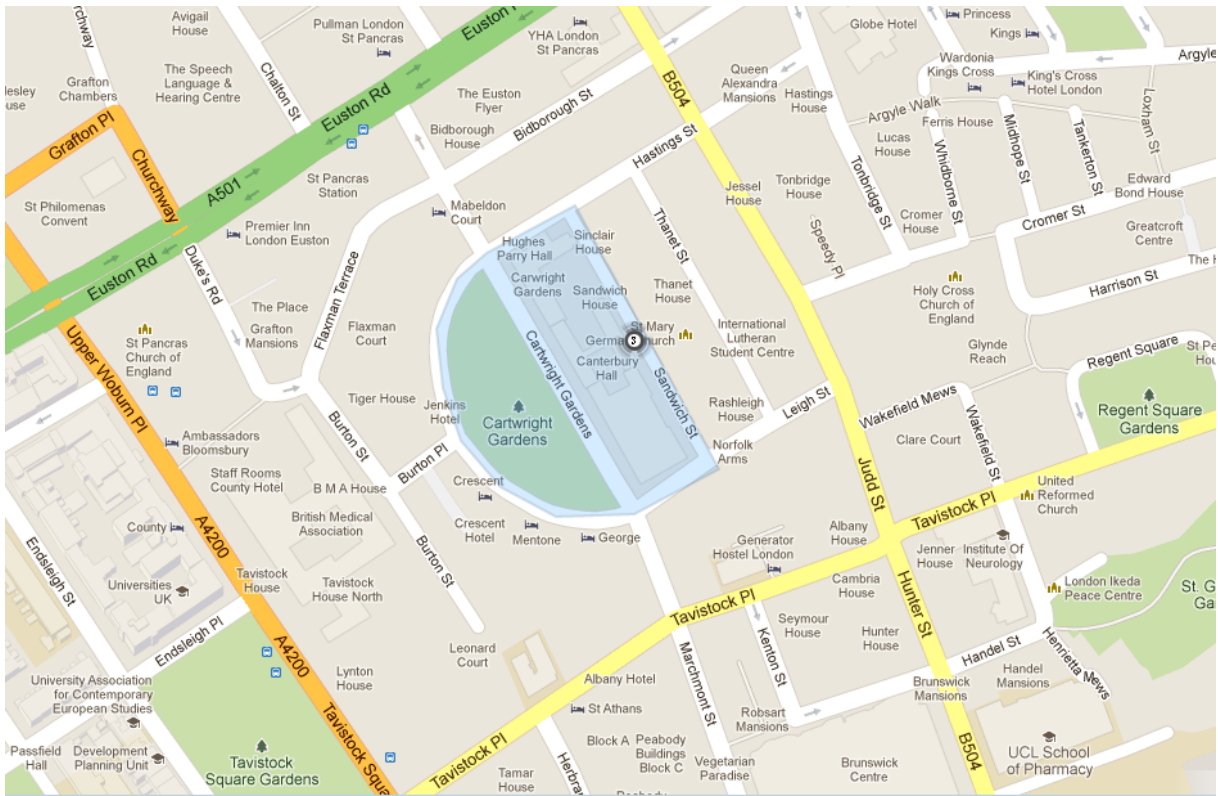 Avigail
House
Pullman London
St Pancras
Euston P
YHA London
St Pancras
Globe Hotel
Princess
Kings
Argyle
Wardonia
Kings Cross
King's Cross
Hotel London
Churchway
Grafton
Chambers
The Speech
Language &
Hearing Centre
Chalton St
Euston Rd
The Euston
Flyer
Bidborough
House
Bidborough St
B504
Queen
Alexandra
Mansions
Hastings
House
Argyle Walk
Ferris House
Lucas
House
Loxham St
Grafton Pl
Churchway
A501
Hastings St
Whidborne St
Midhope St
Tankerton St
St Pancras
Station
St Philomenas
Convent
Mabeldon
Court
Jessel
House
Tonbridge
House
Tonbridge St
Edward
Bond House
Cromer
House
Cromer St
Greatcroft
Centre
Premier Inn
London Euston
Euston Rd
Duke's Rd
Hughes
Parry Hall
Sinclair
House
Thanet St
Speedy Pl
Cartwright
Gardens
Sandwich
House
Thanet
House
Holy Cross
Church of
England
Harrison St
The Place
Grafton
Mansions
Flaxman Terrace
Flaxman
Court
St Mary
German Church
Canterbury
Hall
International
Lutheran
Student Centre
Glynde
Reach
Regent Square
St Pancras
Church of
England
Upper Woburn Pl
Tiger House
Jenkins
Hotel
Cartwright
Gardens
Cartwright Gardens
Sandwich St
Rashleigh
House
Leigh St
Wakefield Mews
Regent Square
Gardens
Norfolk
Arms
Clare Court
Wakefield St
Ambassadors
Bloomsbury
Burton St
Burton Pl
Staff Rooms
County Hotel
B M A House
Crescent
Judd St
United
Reformed
Church
County
British Medical
Association
Crescent
Hotel
Mentone
George
Generator
Hostel London
Albany
House
Tavistock Pl
A4200
Endsleigh St
Jenner
House
Institute Of
Neurology
Universities
UK
Tavistock
House
Tavistock
House North
Burton St
Cambria
House
London Ikeda
Peace Centre
St. G
Tavistock Pl
Hunter St
Endsleigh Pl
A4200
Seymour
House
Hunter
House
Kenton St
Handel St
Henrietta Mews
Leonard
Court
Lynton
House
Marchmont St
Albany Hotel
Brunswick
Mansions
Handel
Mansions
University Association
for Contemporary
European Studies
St Athans
Robsart
Mansions
Passfield
Hall
Development
Planning Unit
Tavistock
Square Gardens
Tavistock Squa
Tavistock Pl
Block A
Peabody
Buildings
Block C
Vegetarian
Paradise
Brunswick
Centre
B504
UCL School
of Pharmacy
Tamar
House
Herbra